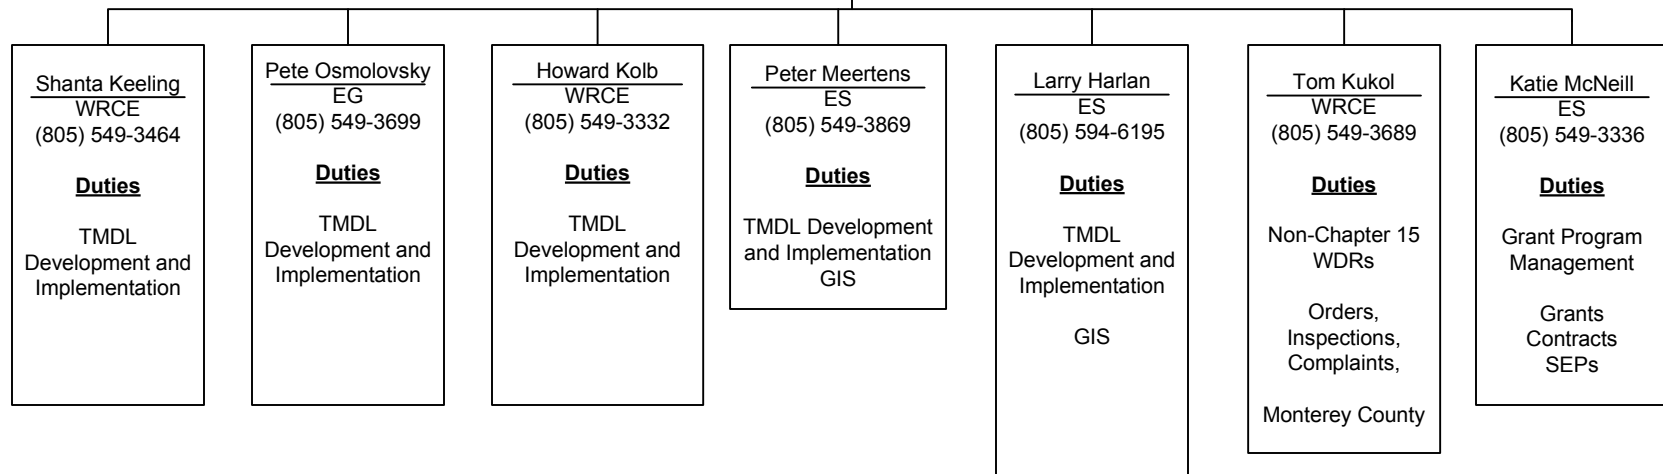 Shanta Keeling
WRCE
(805) 549-3464
Duties
TMDL
Development and
Implementation
Pete Osmolovsky
EG
(805) 549-3699
Duties
TMDL
Development and
Implementation
Howard Kolb
WRCE
(805) 549-3332
Duties
TMDL
Development and
Implementation
Peter Meertens
ES
(805) 549-3869
Duties
TMDL Development
and Implementation
GIS
Larry Harlan
ES
(805) 594-6195
Duties
TMDL
Development and
Implementation
GIS
Tom Kukol
WRCE
(805) 549-3689
Duties
Non-Chapter 15
WDRs
Orders,
Inspections,
Complaints,
Monterey County
Katie McNeill
ES
(805) 549-3336
Duties
Grant Program
Management
Grants
Contracts
SEPs